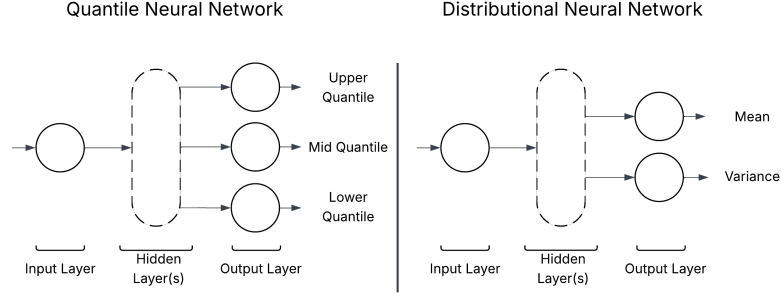 Quantile Neural Network
Upper
Quantile
Mid Quantile
Lower
Quantile
Input Layer
Hidden
Layer(s)
Output Layer
Distributional Neural Network
Mean
Variance
Input Layer
Hidden
Layer(s)
Output Layer